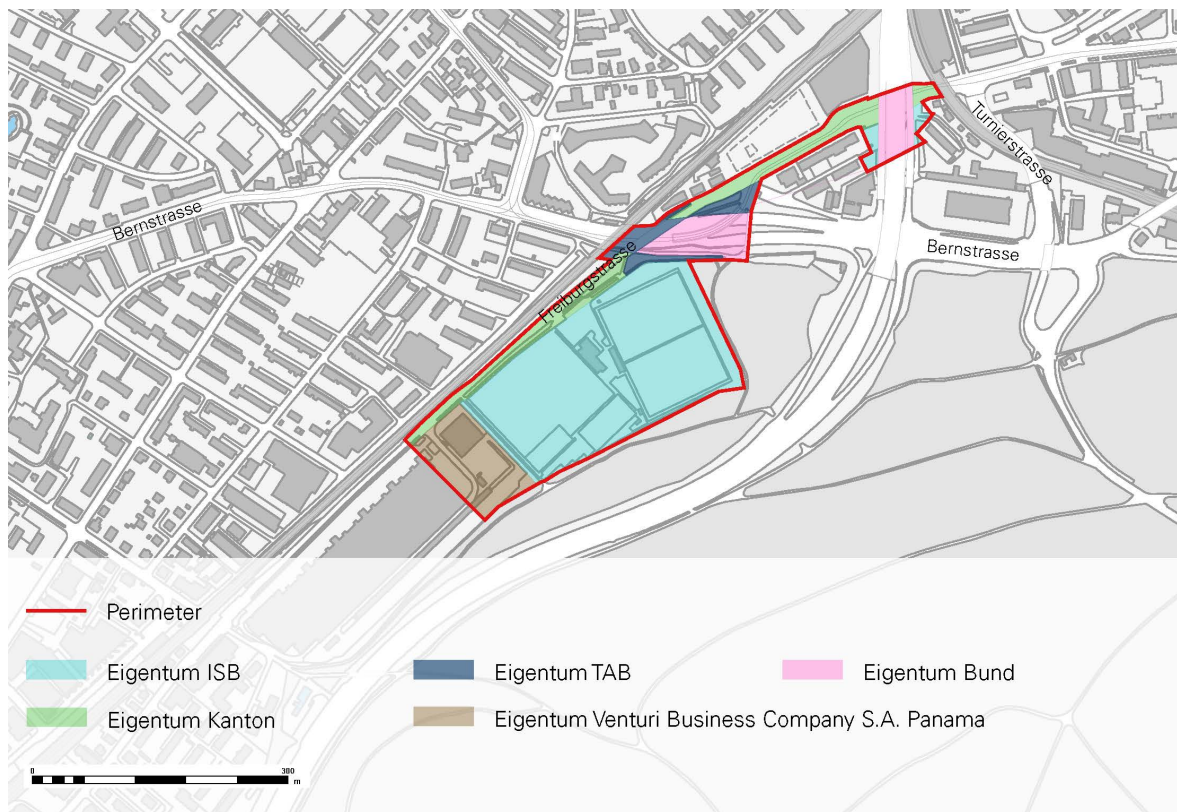 Turnierstrasse
Bernstrasse
Bernstrasse
Freiburgstrasse
Perimeter
Eigentum ISB
Eigentum TAB
Eigentum Bund
Eigentum Kanton
Eigentum Venturi Business Company S.A. Panama
0 300
m